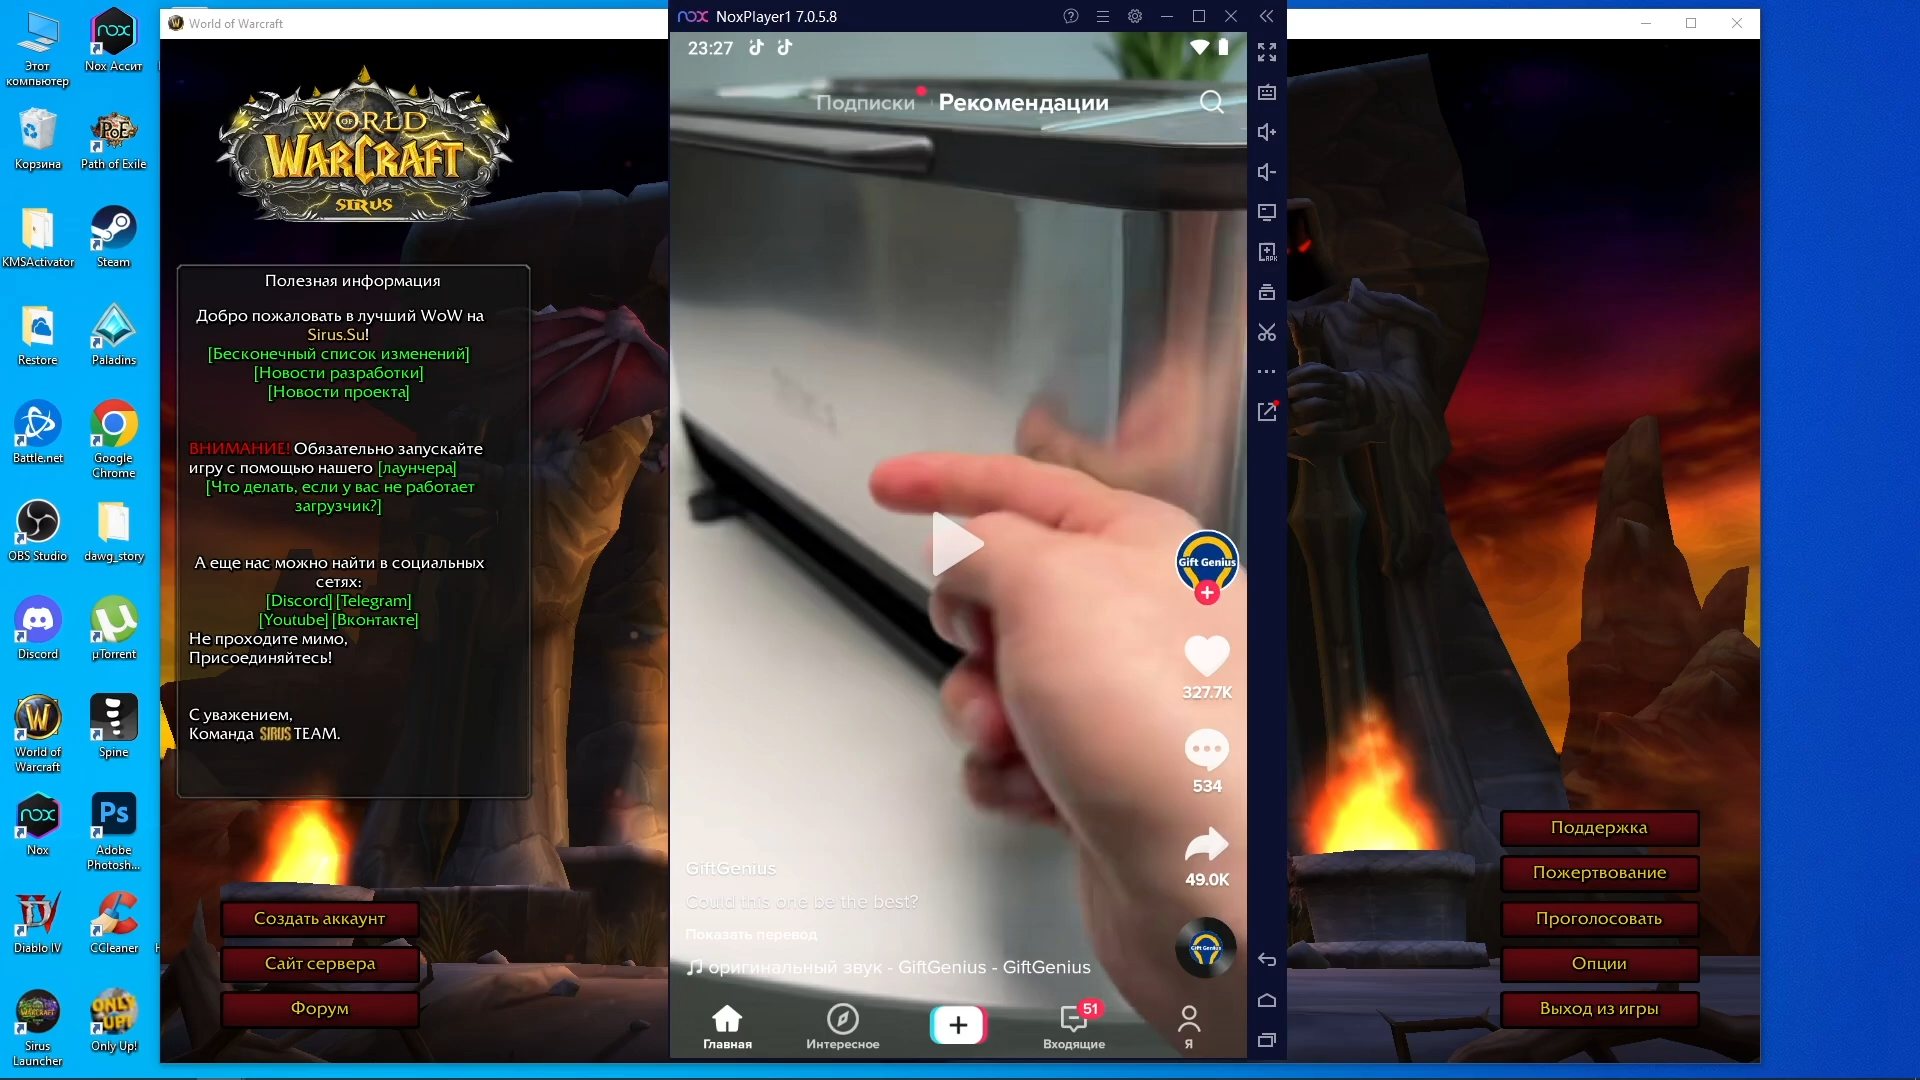 Этот компьютер
Nox Ассит
Корзина
Path of Exile
KMSActivator
Steam
Restore
Paladins
Battle.net
Google Chrome
OBS Studio
dawg_story
Discord
µTorrent
World of Warcraft
Spine
Nox
Adobe Photosh...
Diablo IV
CCleaner
Sirus Launcher
Only Up!
World of Warcraft
WORLD OF WARCRAFT
SIRUS
Полезная информация
Добро пожаловать в лучший WoW на
Sirus.Su!
[Бесконечный список изменений]
[Новости разработки]
[Новости проекта]
ВНИМАНИЕ! Обязательно запускайте
игру с помощью нашего [лаунчера]
[Что делать, если у вас не работает
загрузчик?]
А еще нас можно найти в социальных
сетях:
[Discord] [Telegram]
[Youtube] [Вконтакте]
Не проходите мимо,
Присоединяйтесь!
С уважением,
Команда SIRUS TEAM.
Создать аккаунт
Сайт сервера
Форум
nox NoxPlayer1 7.0.5.8
23:27
Подписки Рекомендации
Gift Genius
327.7K
534
49.0K
GiftGenius
Could this one be the best?
Показать перевод
оригинальный звук - GiftGenius - GiftGenius
Gift Genius
Главная
Интересное
51
Входящие
Я
APK
Поддержка
Пожертвование
Проголосовать
Опции
Выход из игры